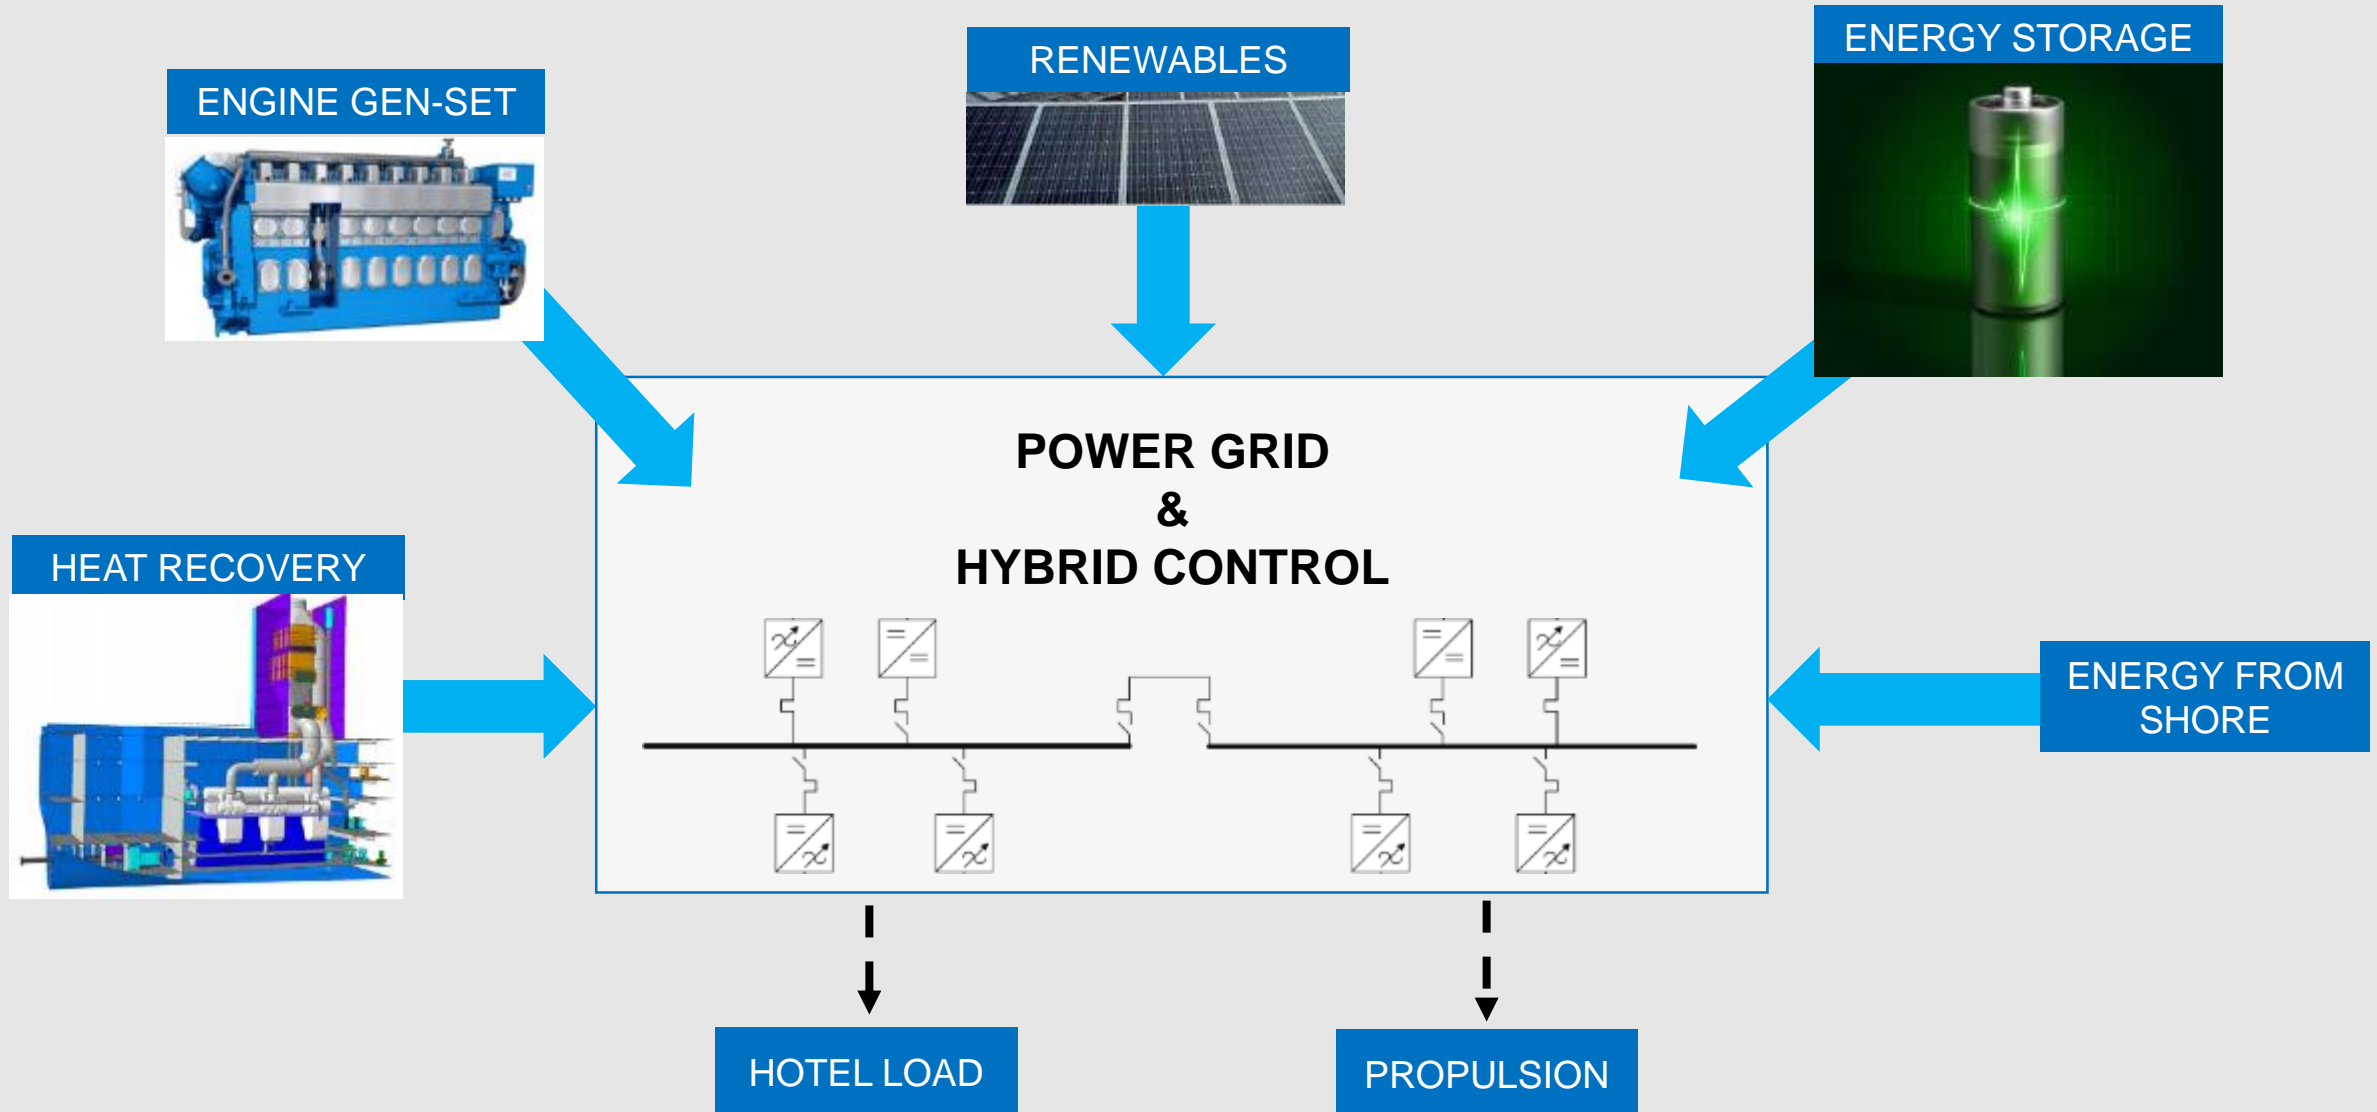 ENERGY STORAGE
RENEWABLES
ENGINE GEN-SET
POWER GRID
&
HYBRID CONTROL
HEAT RECOVERY
ENERGY FROM
SHORE
HOTEL LOAD
PROPULSION